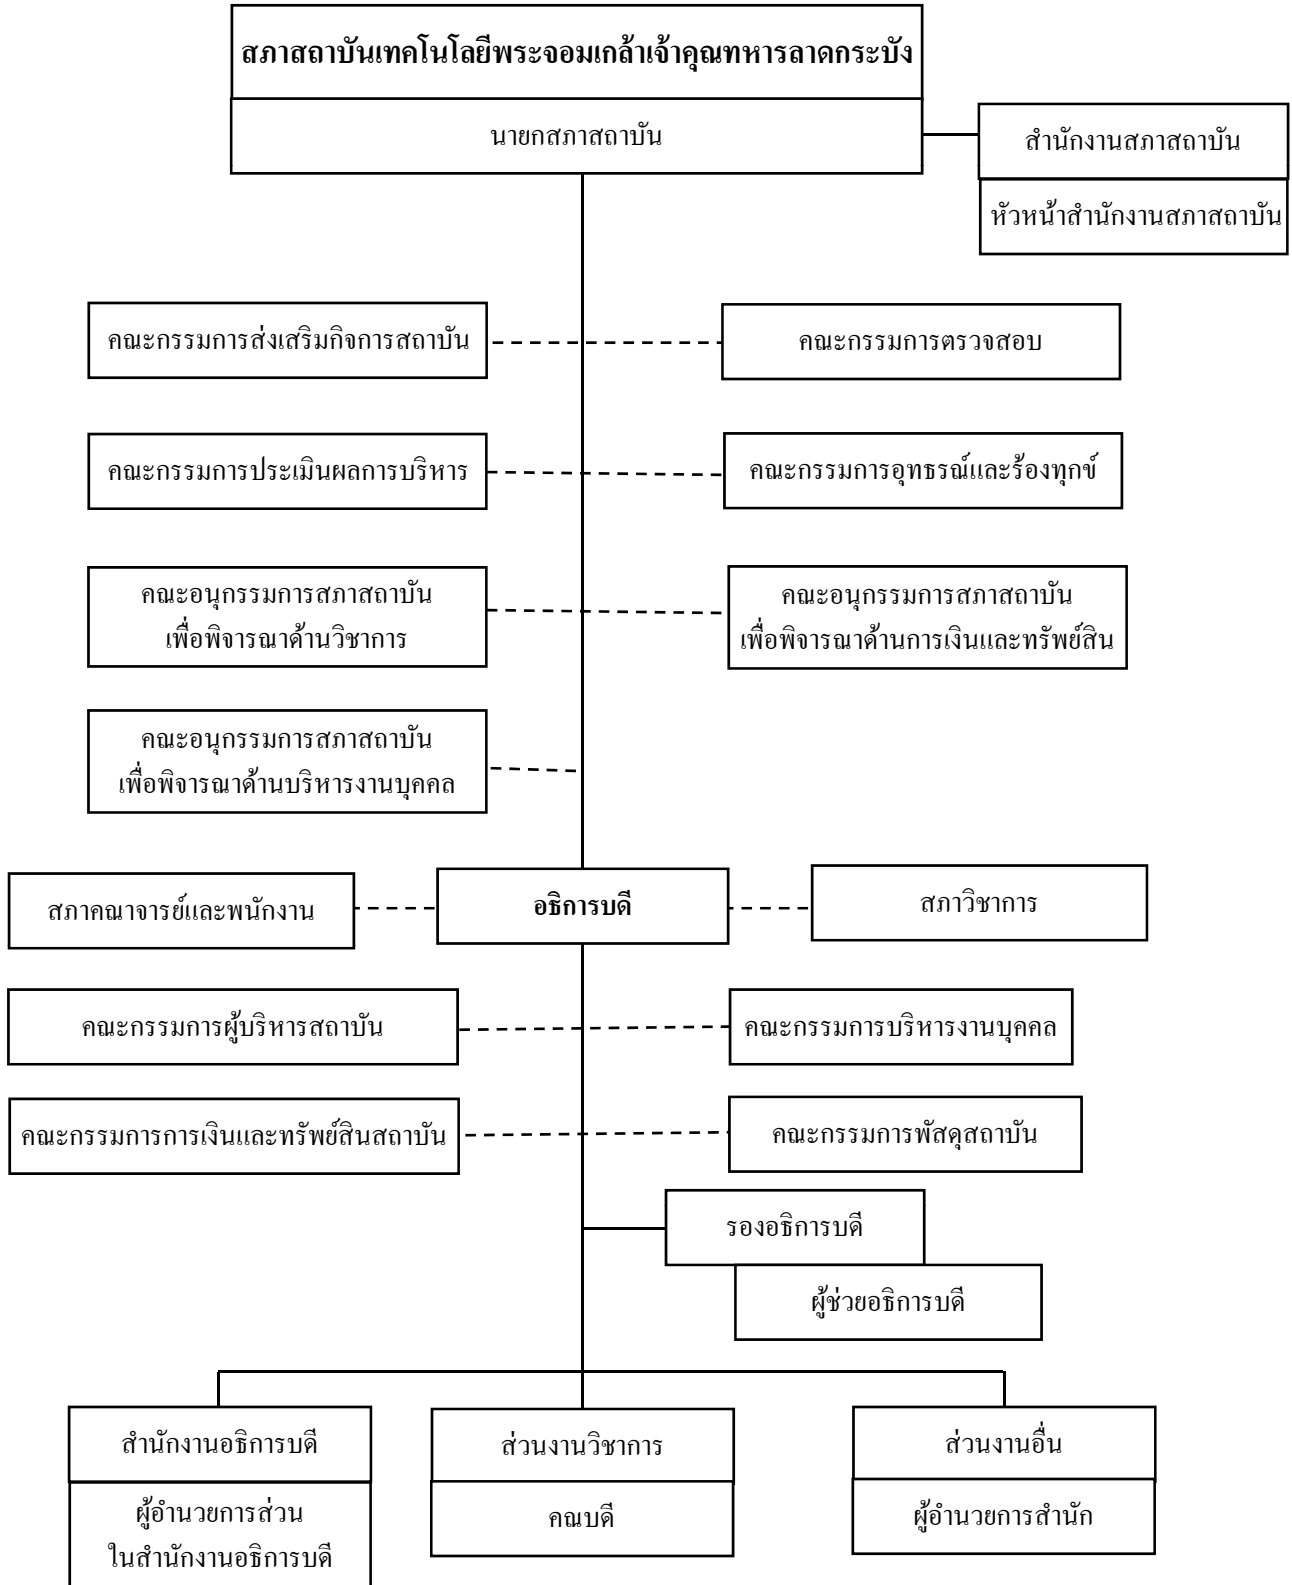 สภาสถาบันเทคโนโลยีพระจอมเกล้าเจ้าคุณทหารลาดกระบัง
นายกสภาสถาบัน
สำนักงานสภาสถาบัน
หัวหน้าสำนักงานสภาสถาบัน
คณะกรรมการส่งเสริมกิจการสถาบัน
คณะกรรมการตรวจสอบ
คณะกรรมการประเมินผลการบริหาร
คณะกรรมการอุทธรณ์และร้องทุกข์
คณะอนุกรรมการสภาสถาบัน
เพื่อพิจารณาด้านวิชาการ
คณะอนุกรรมการสภาสถาบัน
เพื่อพิจารณาด้านการเงินและทรัพย์สิน
คณะอนุกรรมการสภาสถาบัน
เพื่อพิจารณาด้านบริหารงานบุคคล
สภาคณาจารย์และพนักงาน
อธิการบดี
สภาวิชาการ
คณะกรรมการผู้บริหารสถาบัน
คณะกรรมการบริหารงานบุคคล
คณะกรรมการการเงินและทรัพย์สินสถาบัน
คณะกรรมการพัสดุสถาบัน
รองอธิการบดี
ผู้ช่วยอธิการบดี
สำนักงานอธิการบดี
ผู้อำนวยการส่วน
ในสำนักงานอธิการบดี
ส่วนงานวิชาการ
คณบดี
ส่วนงานอื่น
ผู้อำนวยการสำนัก